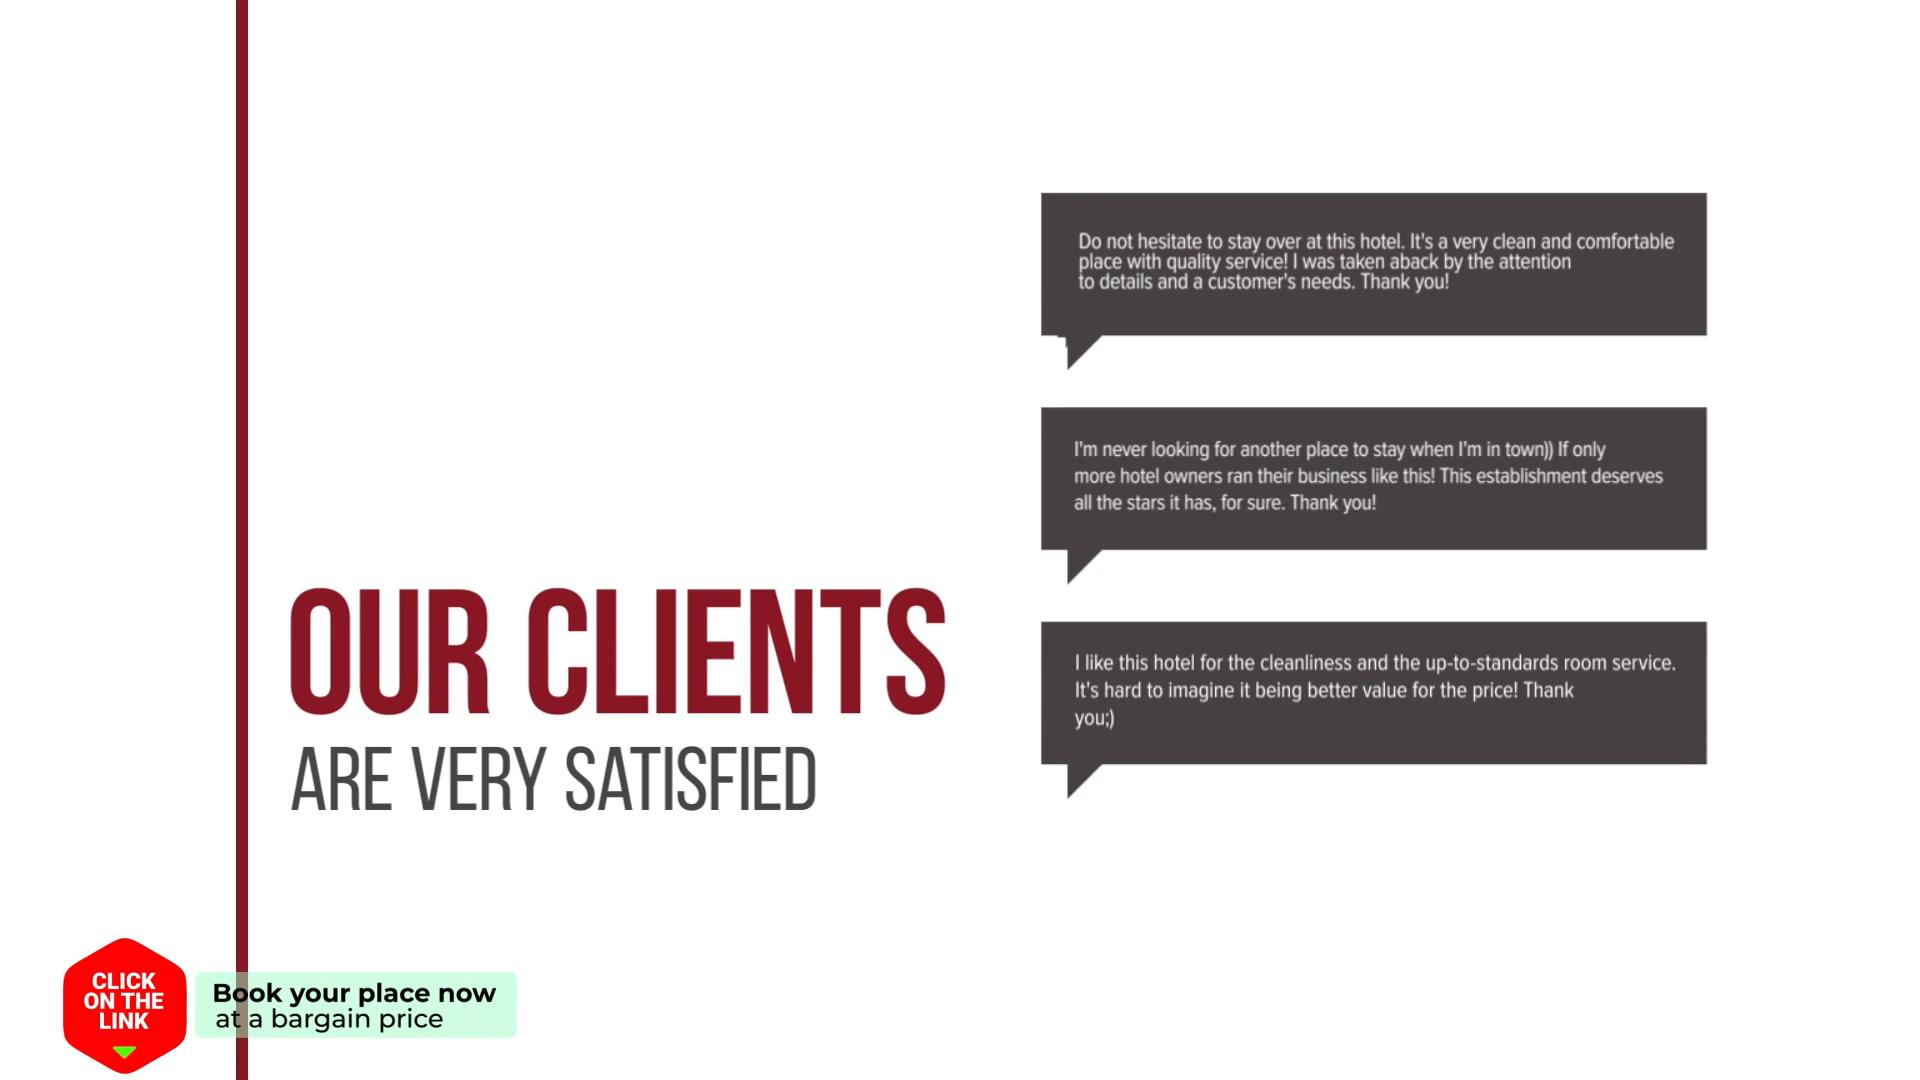 Do not hesitate to stay over at this hotel. It's a very clean and comfortable
place with quality service! I was taken aback by the attention
to details and a customer's needs. Thank you!
I'm never looking for another place to stay when I'm in town)) If only
more hotel owners ran their business like this! This establishment deserves
all the stars it has, for sure. Thank you!
OUR CLIENTS
ARE VERY SATISFIED
I like this hotel for the cleanliness and the up-to-standards room service.
It's hard to imagine it being better value for the price! Thank
you;)
CLICK
ON THE
LINK
Book your place now
at a bargain price